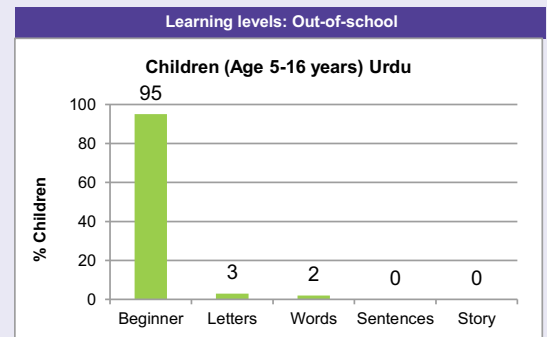 Learning levels: Out-of-school
Children (Age 5-16 years) Urdu
% Children
100
80
60
40
20
0
95
3
2
0
0
Beginner Letters Words Sentences Story